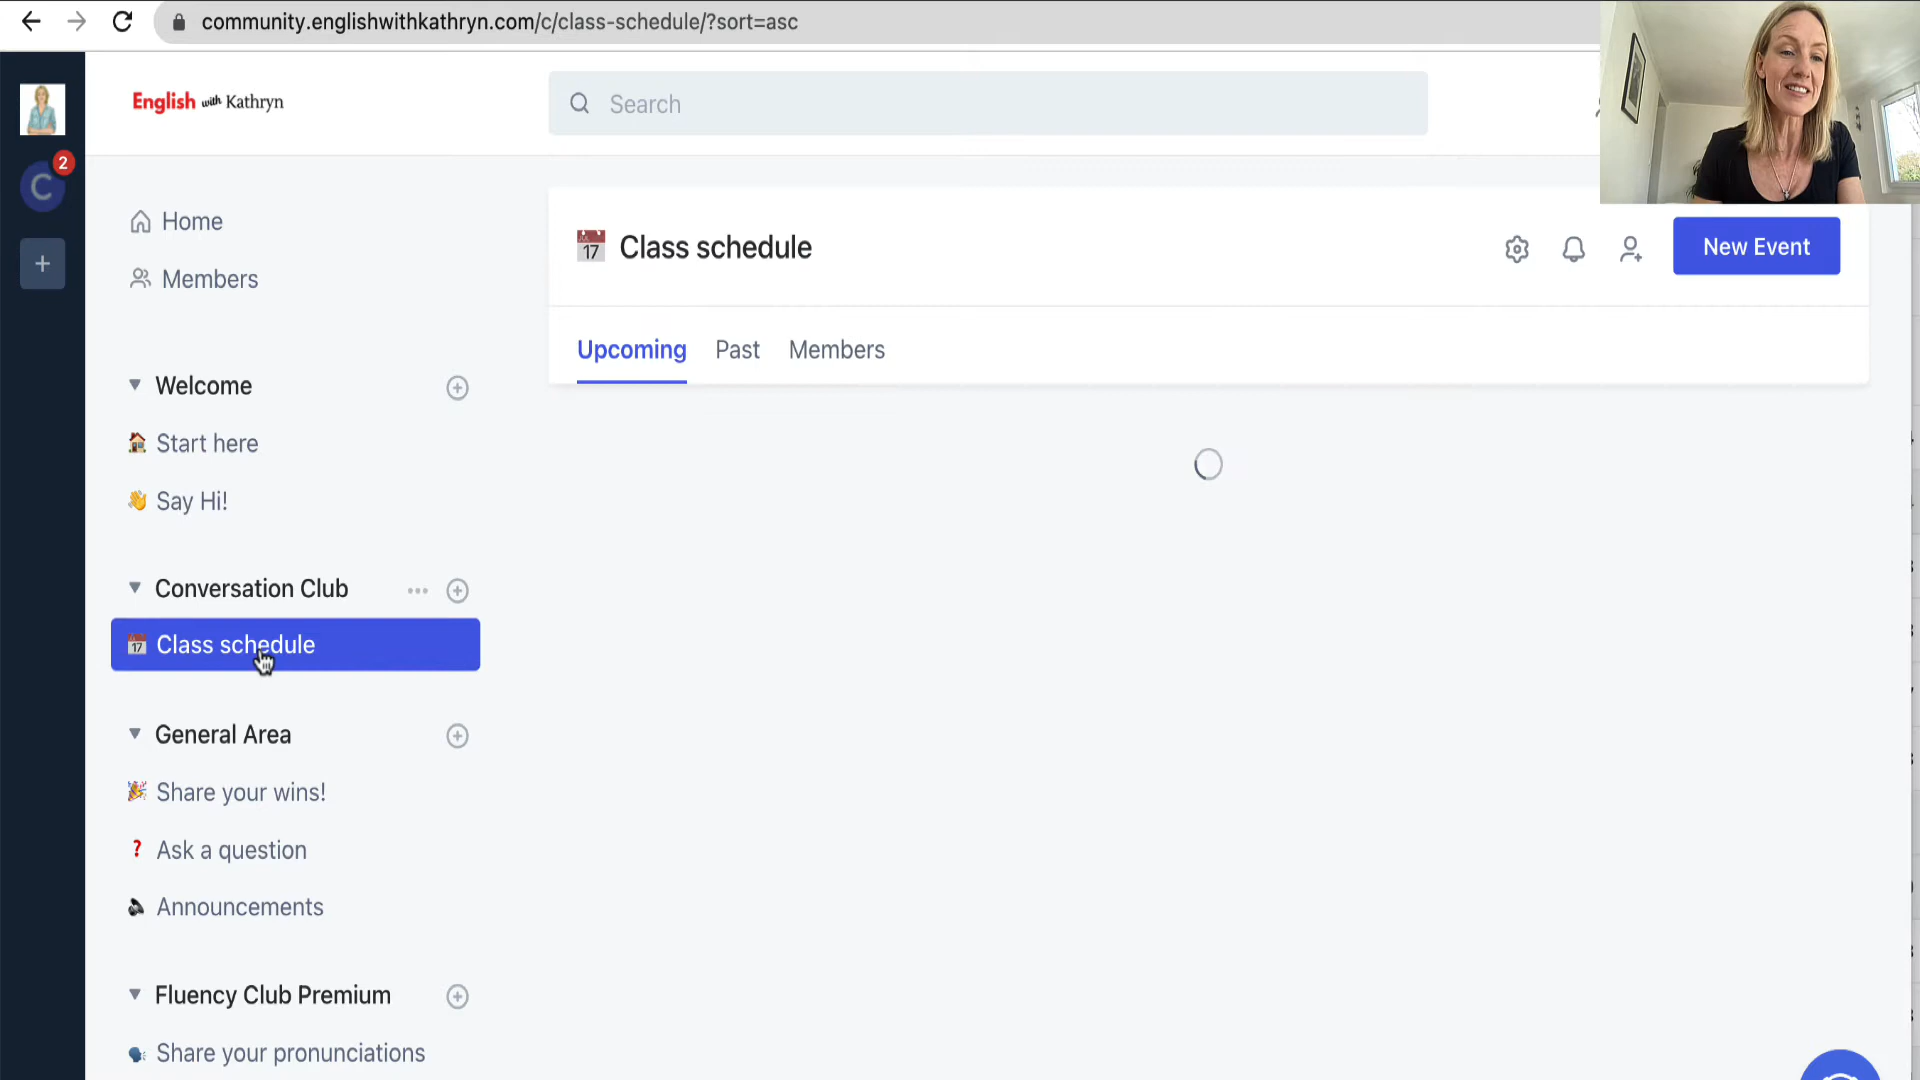 community.englishwithkathryn.com/c/class-schedule/?sort=asc
English with Kathryn
Search
C
2
+
Home
Members
Welcome
Start here
Say Hi!
Conversation Club
Class schedule
General Area
Share your wins!
Ask a question
Announcements
Fluency Club Premium
Share your pronunciations
17 Class schedule
New Event
Upcoming Past Members